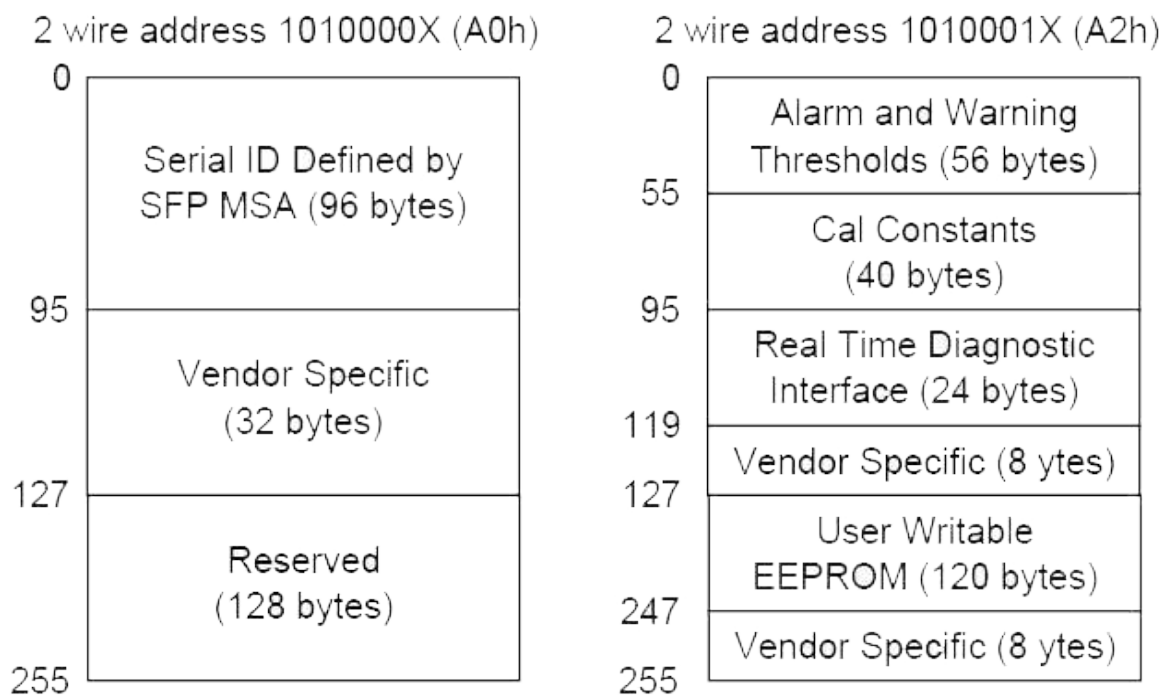 2 wire address 1010000X (A0h)
0
Serial ID Defined by
SFP MSA (96 bytes)
95
Vendor Specific
(32 bytes)
127
Reserved
(128 bytes)
255
2 wire address 1010001X (A2h)
0
Alarm and Warning
Thresholds (56 bytes)
55
Cal Constants
(40 bytes)
95
Real Time Diagnostic
Interface (24 bytes)
119
Vendor Specific (8 ytes)
127
User Writable
EEPROM (120 bytes)
247
Vendor Specific (8 ytes)
255